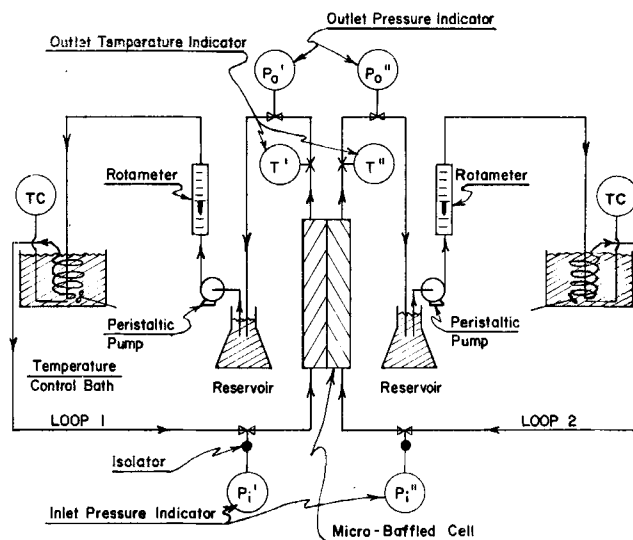 Outlet Pressure Indicator
Outlet Temperature Indicator
Po'
Po"
T'
T"
Rotameter
Rotameter
TC
TC
Peristaltic
Pump
Peristaltic
Pump
Temperature
Control Bath
Reservoir
Reservoir
LOOP 1
LOOP 2
Isolator
Pi'
Pi"
Inlet Pressure Indicator
Micro-Baffled Cell